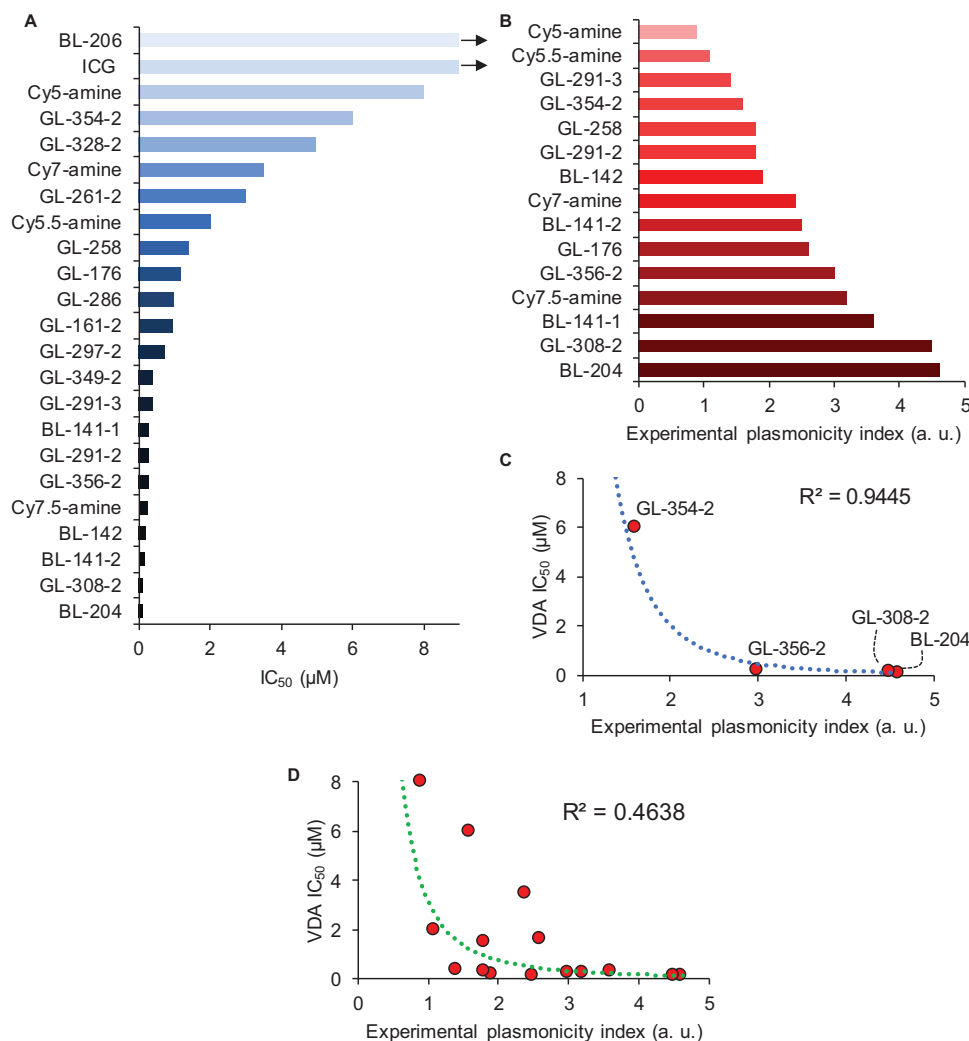 A
BL-206
ICG
Cy5-amine
GL-354-2
GL-328-2
Cy7-amine
GL-261-2
Cy5.5-amine
GL-258
GL-176
GL-286
GL-161-2
GL-297-2
GL-349-2
GL-291-3
BL-141-1
GL-291-2
GL-356-2
Cy7.5-amine
BL-142
BL-141-2
GL-308-2
BL-204
0 2 4 6 8
IC₅₀ (µM)
B
Cy5-amine
Cy5.5-amine
GL-291-3
GL-354-2
GL-258
GL-291-2
BL-142
Cy7-amine
BL-141-2
GL-176
GL-356-2
Cy7.5-amine
BL-141-1
GL-308-2
BL-204
0 1 2 3 4 5
Experimental plasmonicity index (a. u.)
C
VDA IC₅₀ (µM)
8
6
4
2
0
R² = 0.9445
GL-354-2
GL-308-2
GL-356-2
BL-204
1 2 3 4 5
Experimental plasmonicity index (a. u.)
D
VDA IC₅₀ (µM)
8
6
4
2
0
R² = 0.4638
0 1 2 3 4 5
Experimental plasmonicity index (a. u.)